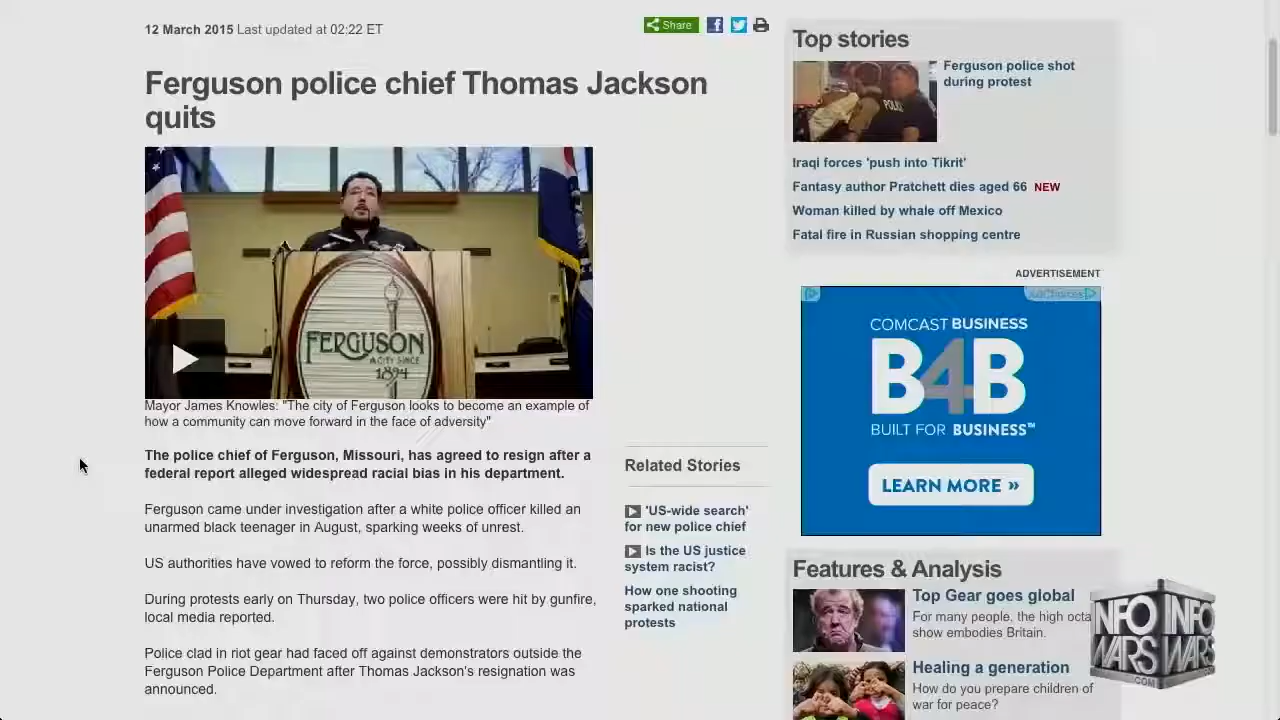 12 March 2015 Last updated at 02:22 ET
Share
Ferguson police chief Thomas Jackson
quits
FERGUSON
A CITY SINCE
1894
Mayor James Knowles: "The city of Ferguson looks to become an example of
how a community can move forward in the face of adversity"
The police chief of Ferguson, Missouri, has agreed to resign after a
federal report alleged widespread racial bias in his department.
Ferguson came under investigation after a white police officer killed an
unarmed black teenager in August, sparking weeks of unrest.
US authorities have vowed to reform the force, possibly dismantling it.
During protests early on Thursday, two police officers were hit by gunfire,
local media reported.
Police clad in riot gear had faced off against demonstrators outside the
Ferguson Police Department after Thomas Jackson's resignation was
announced.
Related Stories
'US-wide search'
for new police chief
Is the US justice
system racist?
How one shooting
sparked national
protests
Top stories
POLICE
Ferguson police shot
during protest
Iraqi forces 'push into Tikrit'
Fantasy author Pratchett dies aged 66 NEW
Woman killed by whale off Mexico
Fatal fire in Russian shopping centre
ADVERTISEMENT
AdChoices
COMCAST BUSINESS
B4B
BUILT FOR BUSINESS™
LEARN MORE »
Features & Analysis
Top Gear goes global
For many people, the high octa
show embodies Britain.
Healing a generation
How do you prepare children of
war for peace?
INFO INFO
WARS WARS
.COM